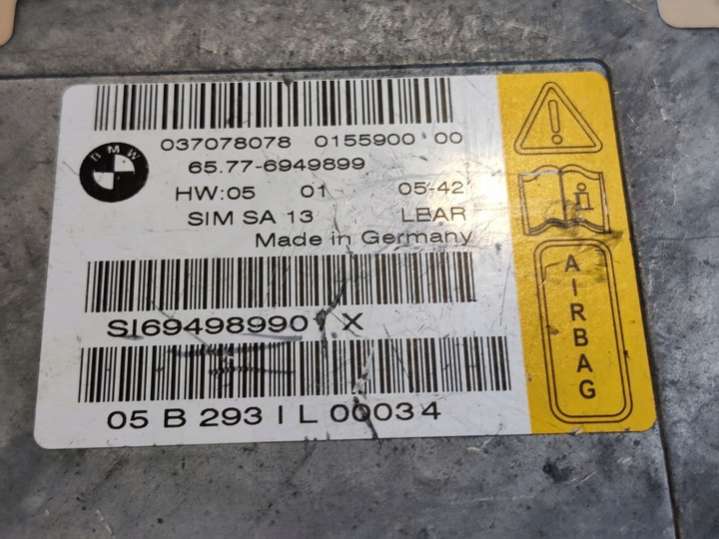 BMW
037078078 0155900 00
65.77-6949899
HW:05 01 05-42
SIM SA 13 LBAR
Made in Germany
SI69498990 X
05 B 293 I L 00034
AIRBAG